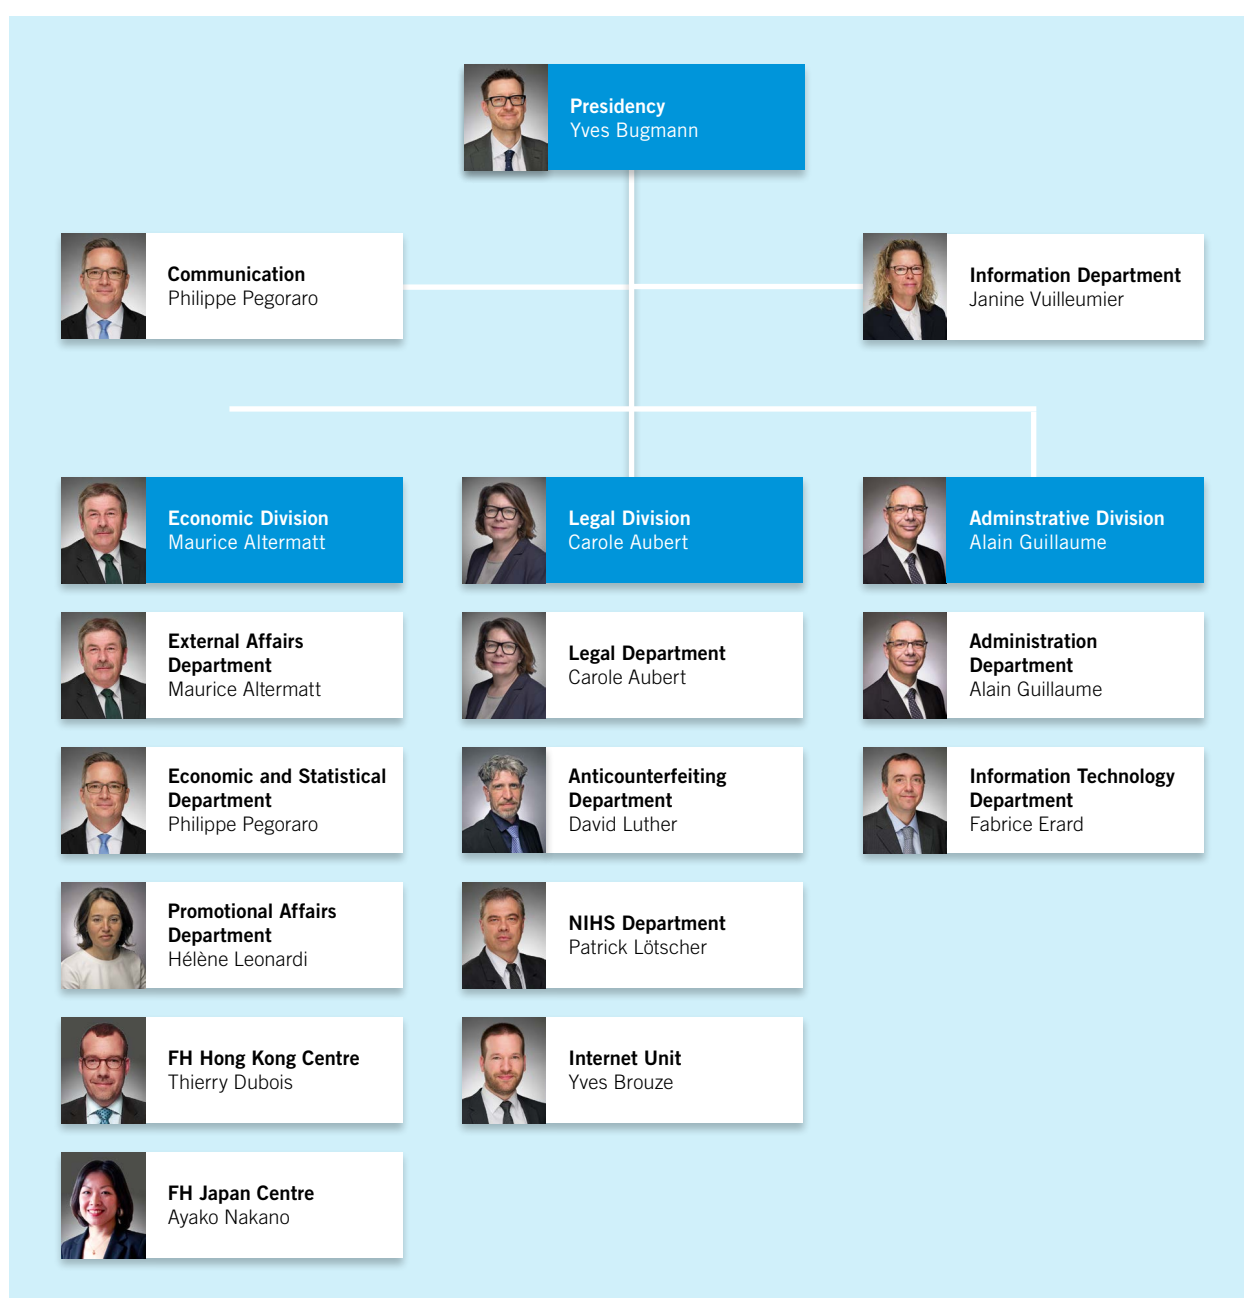 Presidency
Yves Bugmann
Communication
Philippe Pegoraro
Information Department
Janine Vuilleumier
Economic Division
Maurice Altermatt
Legal Division
Carole Aubert
Adminstrative Division
Alain Guillaume
External Affairs
Department
Maurice Altermatt
Legal Department
Carole Aubert
Administration
Department
Alain Guillaume
Economic and Statistical
Department
Philippe Pegoraro
Anticounterfeiting
Department
David Luther
Information Technology
Department
Fabrice Erard
Promotional Affairs
Department
Hélène Leonardi
NIHS Department
Patrick Lötscher
FH Hong Kong Centre
Thierry Dubois
Internet Unit
Yves Brouze
FH Japan Centre
Ayako Nakano